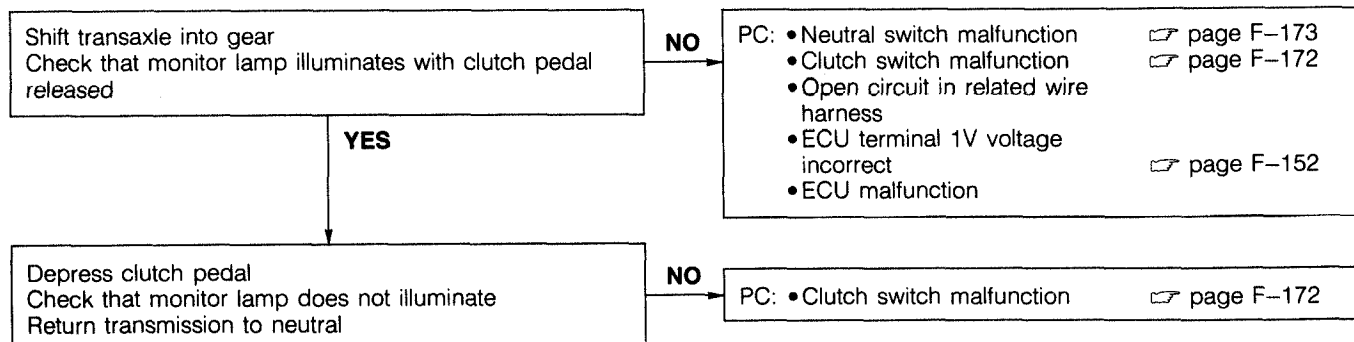 Shift transaxle into gear
Check that monitor lamp illuminates with clutch pedal
released
NO
PC: •Neutral switch malfunction ☞ page F–173
•Clutch switch malfunction ☞ page F–172
•Open circuit in related wire
harness
•ECU terminal 1V voltage
incorrect ☞ page F–152
•ECU malfunction
YES
Depress clutch pedal
Check that monitor lamp does not illuminate
Return transmission to neutral
NO
PC: •Clutch switch malfunction ☞ page F–172